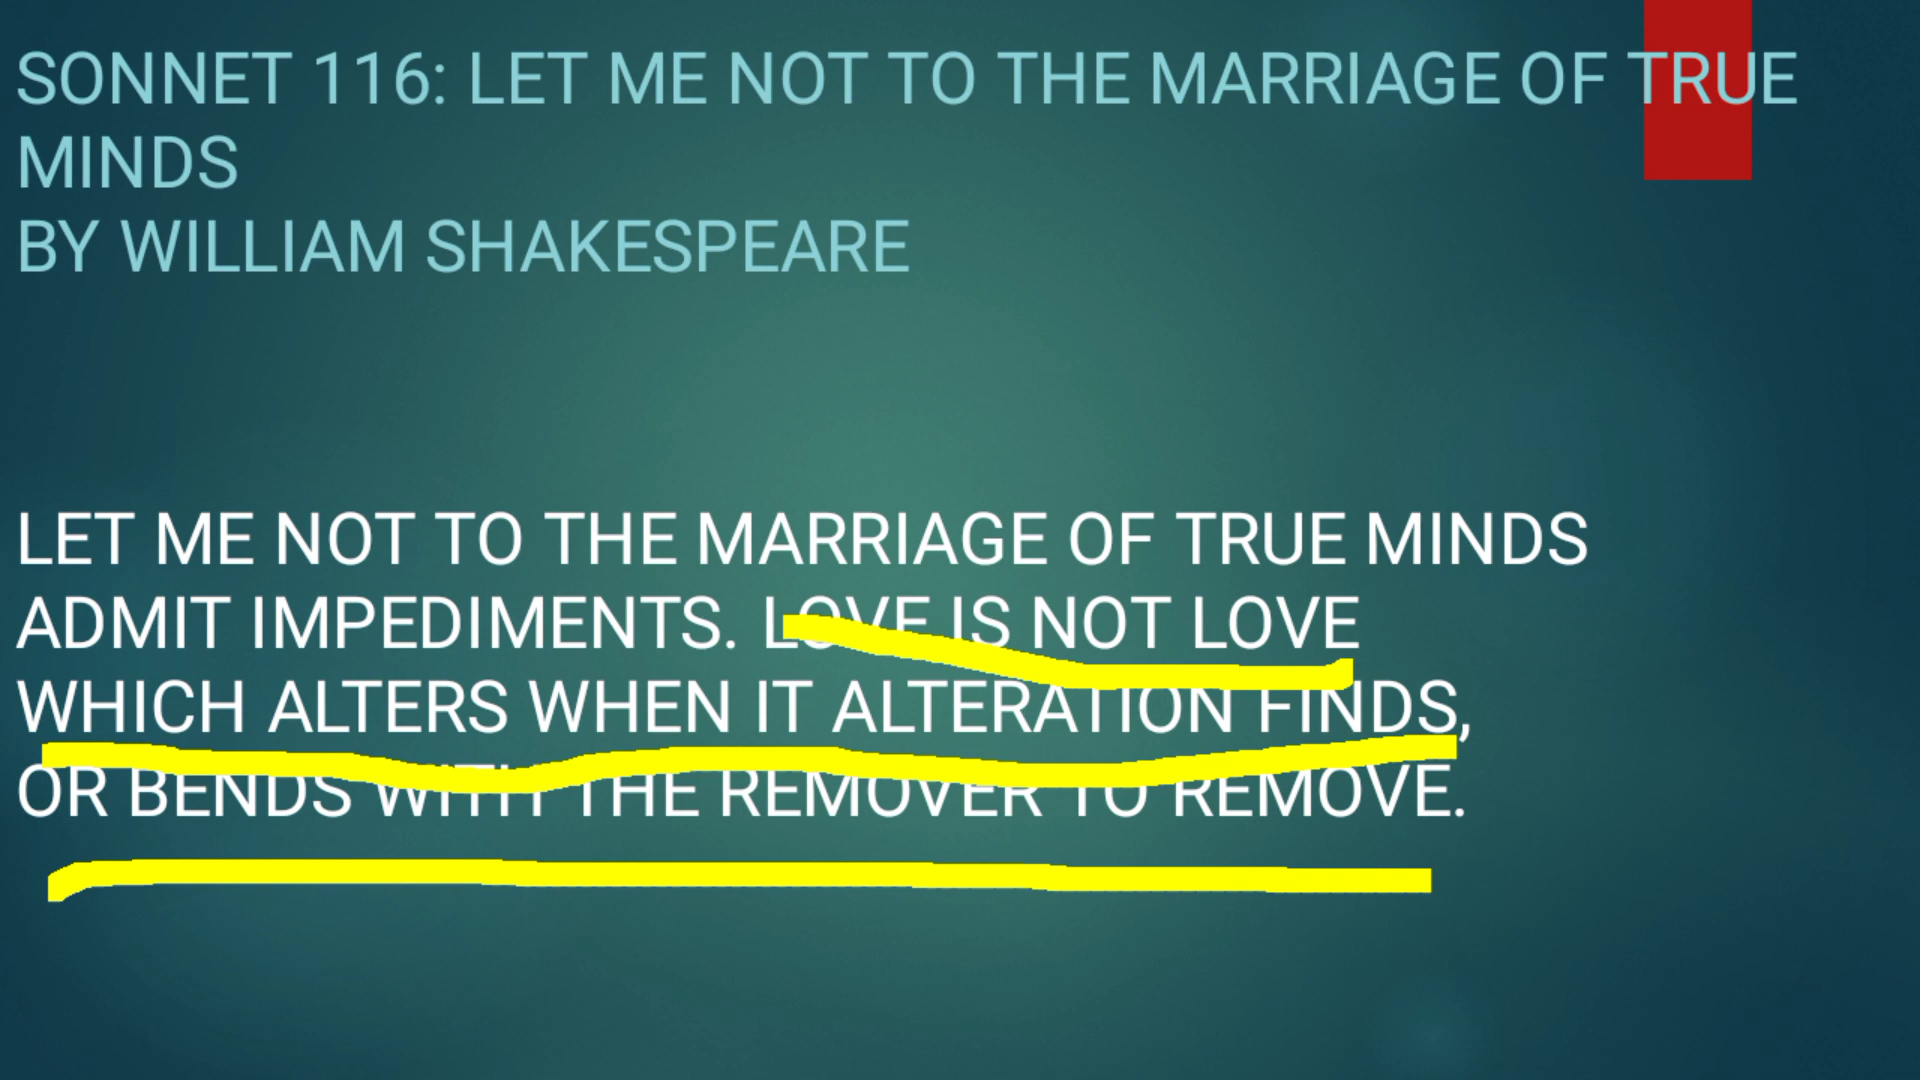 SONNET 116: LET ME NOT TO THE MARRIAGE OF TRUE
MINDS
BY WILLIAM SHAKESPEARE
LET ME NOT TO THE MARRIAGE OF TRUE MINDS
ADMIT IMPEDIMENTS. LOVE IS NOT LOVE
WHICH ALTERS WHEN IT ALTERATION FINDS,
OR BENDS WITH THE REMOVER TO REMOVE.